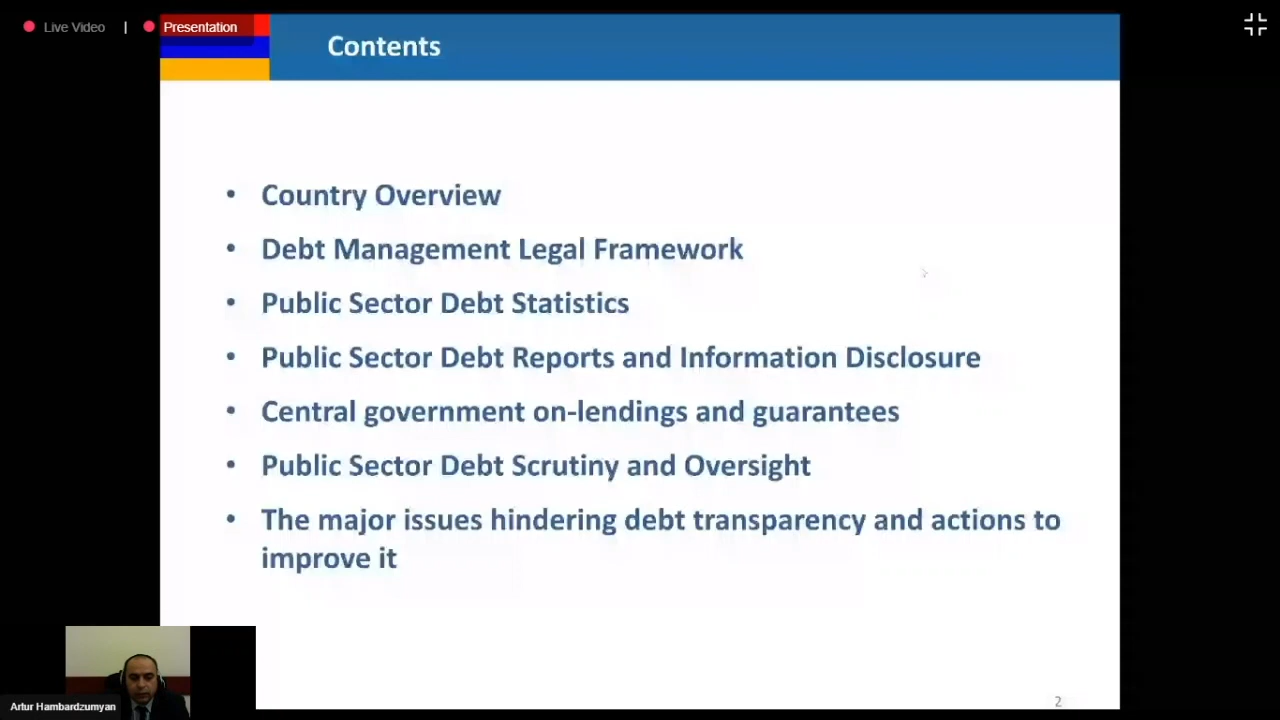 Live Video | Presentation
Contents
• Country Overview
• Debt Management Legal Framework
• Public Sector Debt Statistics
• Public Sector Debt Reports and Information Disclosure
• Central government on-lendings and guarantees
• Public Sector Debt Scrutiny and Oversight
• The major issues hindering debt transparency and actions to
improve it
Artur Hambardzumyan
2